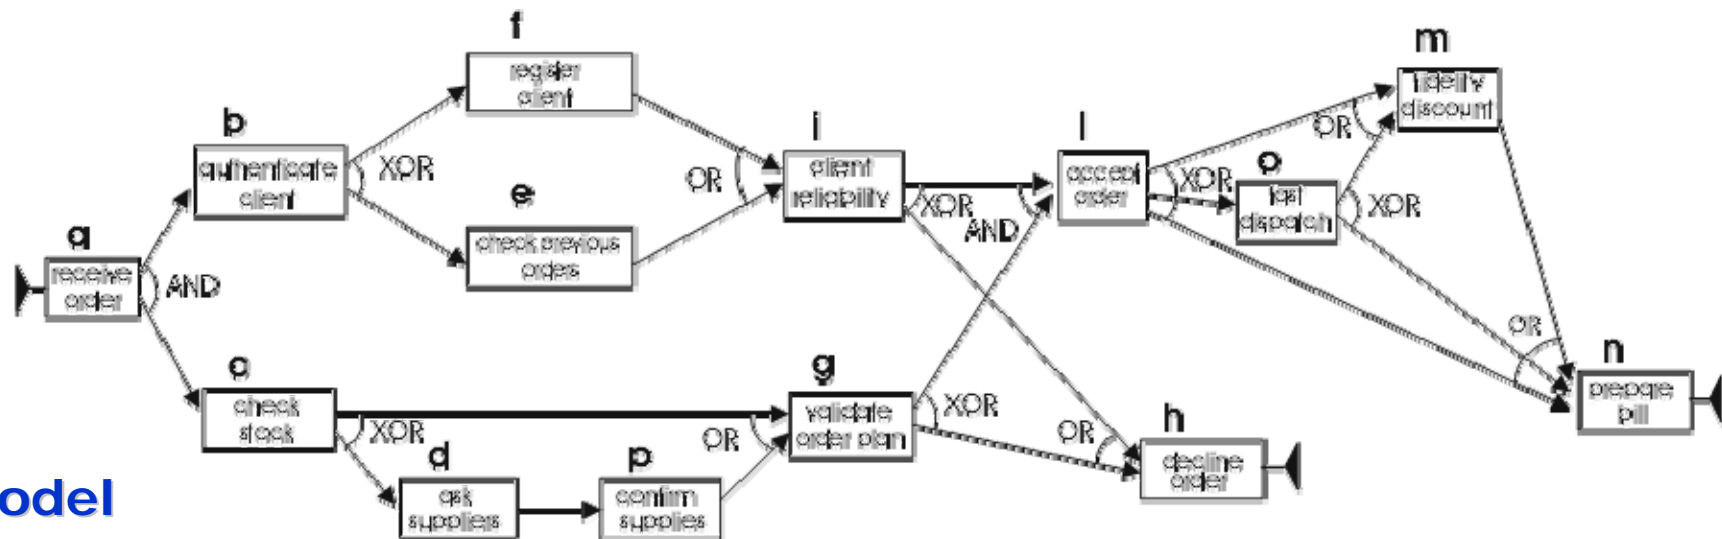 a
receive
order
AND
b
authenticate
client
XOR
f
register
client
e
check previous
orders
OR
i
client
reliability
XOR
AND
l
accept
order
XOR
OR
o
fast
dispatch
XOR
m
fidelity
discount
OR
n
prepare
bill
c
check
stock
XOR
d
ask
suppliers
p
confirm
supplies
OR
g
validate
order plan
XOR
OR
h
decline
order
odel